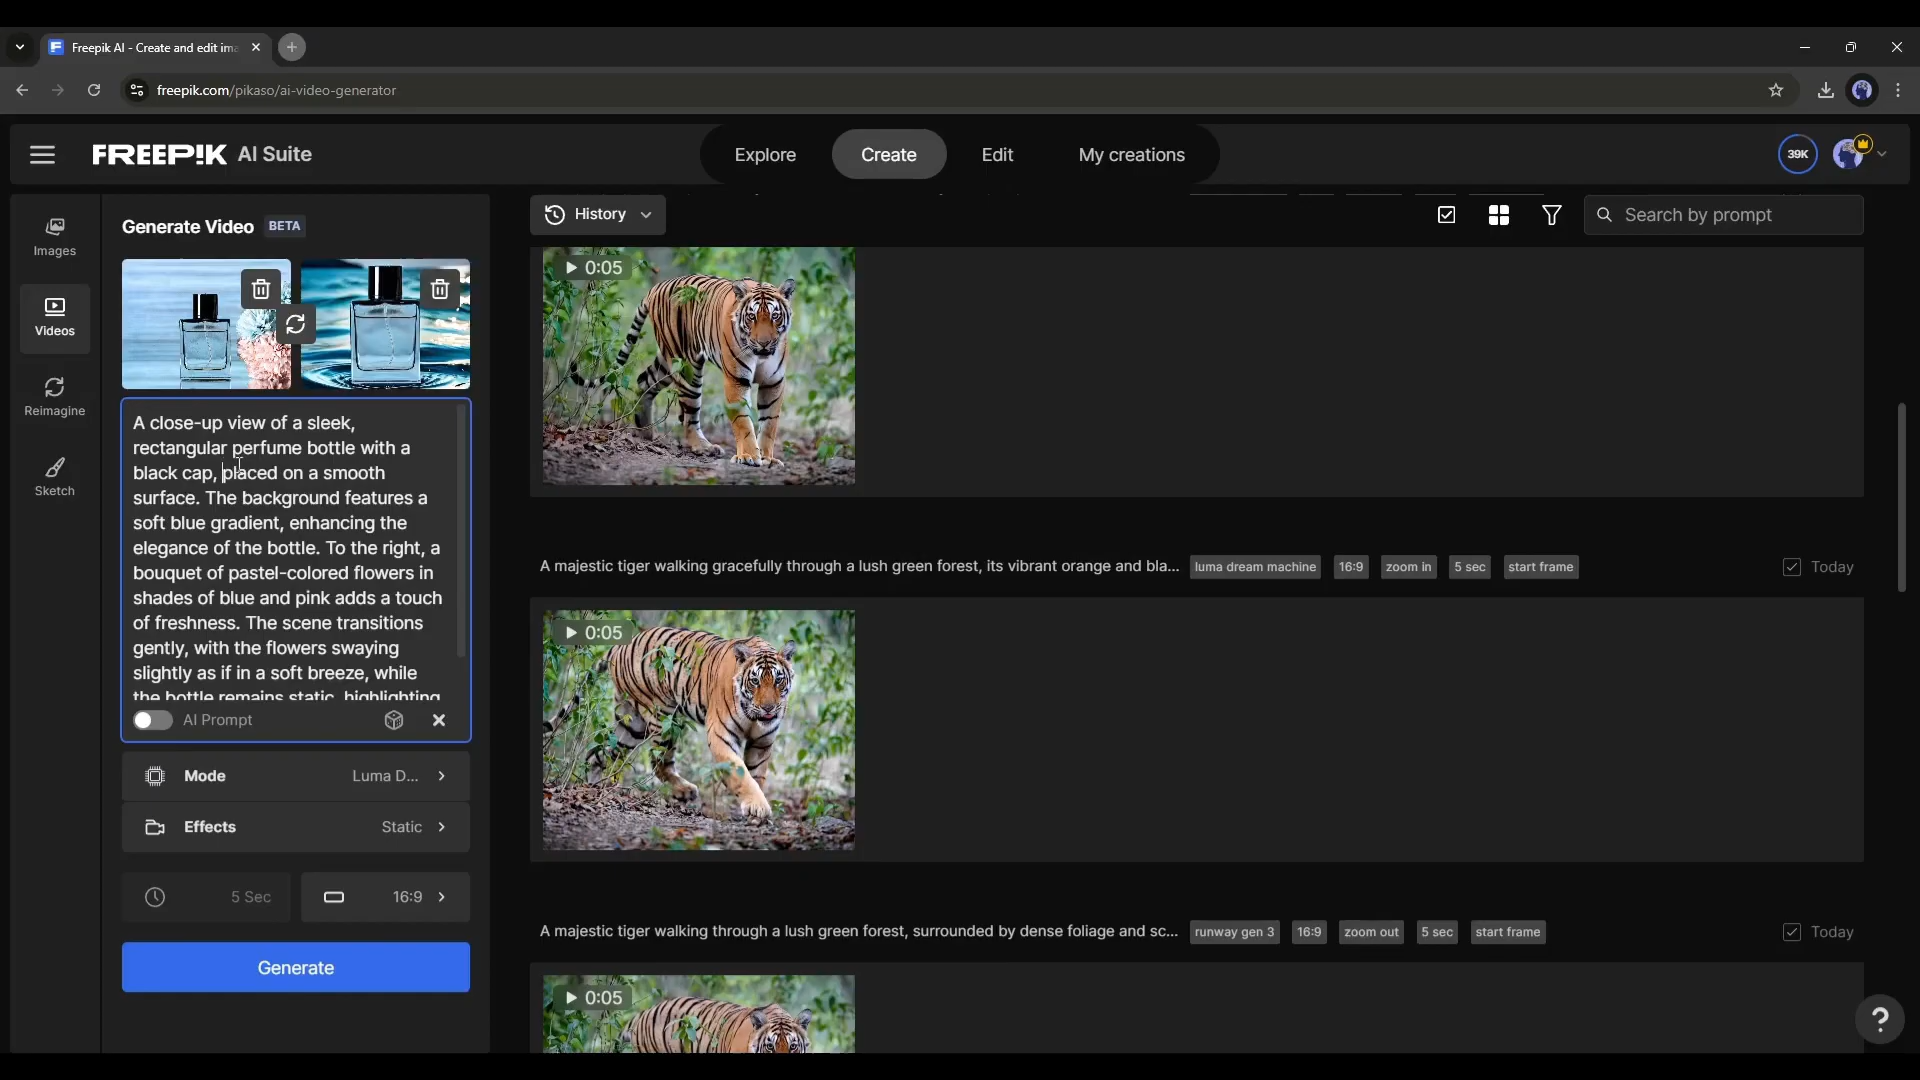 Freepik AI - Create and edit ima
freepik.com/pikaso/ai-video-generator
FREEPIK AI Suite
Explore
Create
Edit
My creations
39K
Images
Videos
Reimagine
Sketch
Generate Video BETA
A close-up view of a sleek,
rectangular perfume bottle with a
black cap, placed on a smooth
surface. The background features a
soft blue gradient, enhancing the
elegance of the bottle. To the right, a
bouquet of pastel-colored flowers in
shades of blue and pink adds a touch
of freshness. The scene transitions
gently, with the flowers swaying
slightly as if in a soft breeze, while
the bottle remains static, highlighting
AI Prompt
Mode Luma D...
Effects Static
5 Sec 16:9
Generate
History
Search by prompt
0:05
A majestic tiger walking gracefully through a lush green forest, its vibrant orange and bla... luma dream machine 16:9 zoom in 5 sec start frame Today
0:05
A majestic tiger walking through a lush green forest, surrounded by dense foliage and sc... runway gen 3 16:9 zoom out 5 sec start frame Today
0:05
?